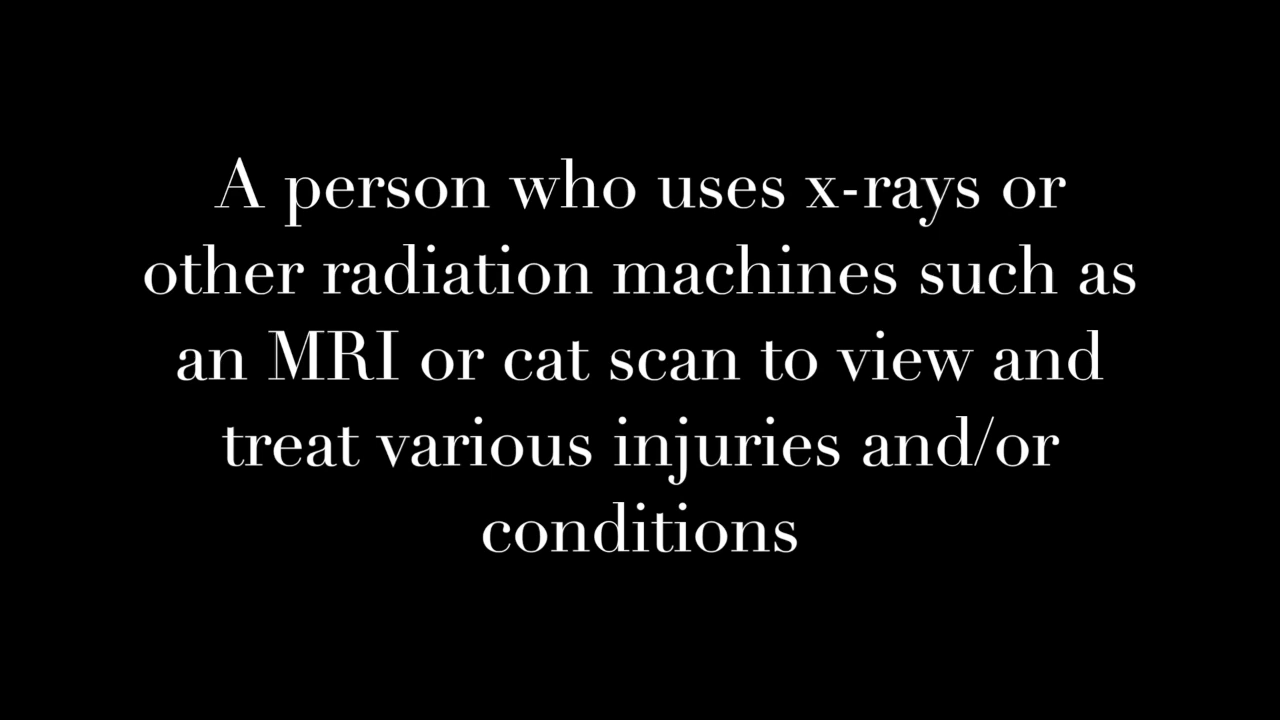 A person who uses x-rays or
other radiation machines such as
an MRI or cat scan to view and
treat various injuries and/or
conditions